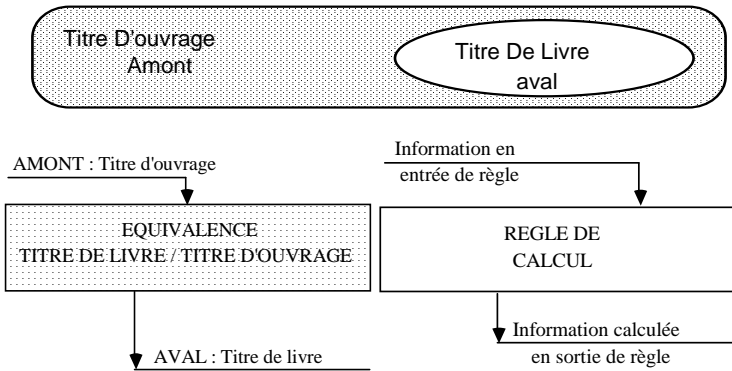 Titre D'ouvrage
Amont
Titre De Livre
aval
AMONT : Titre d'ouvrage
EQUIVALENCE
TITRE DE LIVRE / TITRE D'OUVRAGE
AVAL : Titre de livre
Information en
entrée de règle
REGLE DE
CALCUL
Information calculée
en sortie de règle